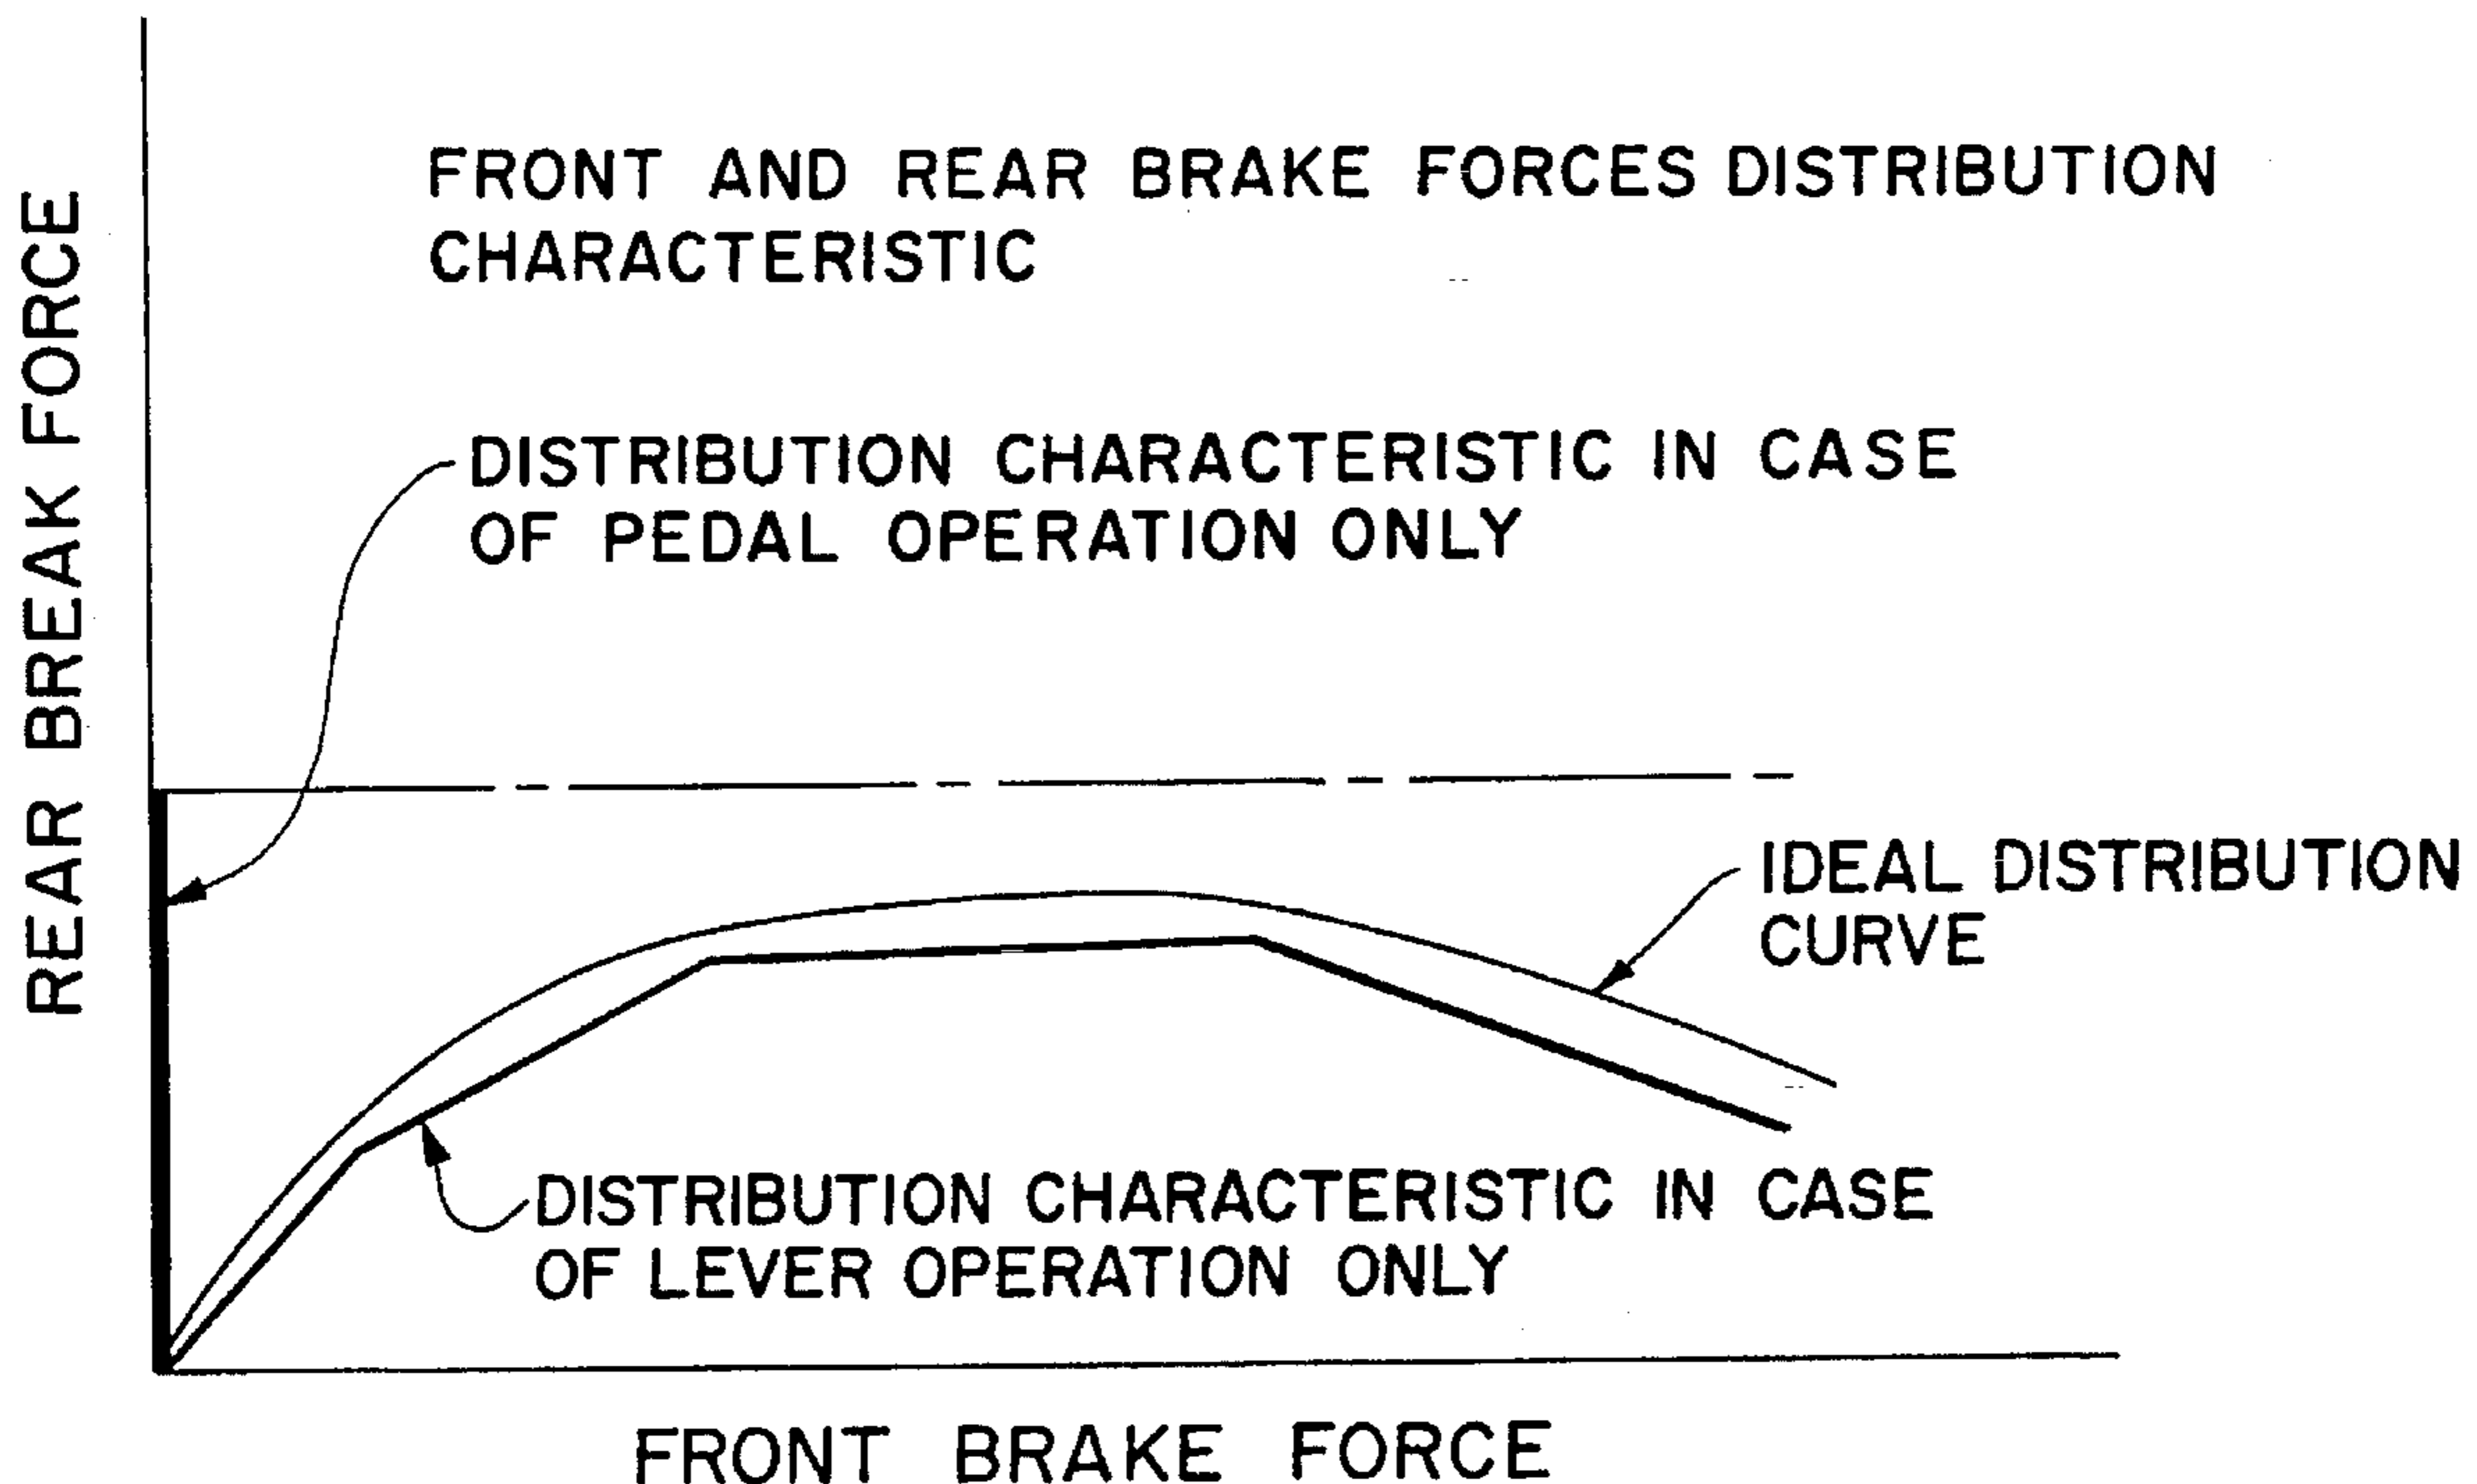 FRONT AND REAR BRAKE FORCES DISTRIBUTION
CHARACTERISTIC
REAR BREAK FORCE
DISTRIBUTION CHARACTERISTIC IN CASE
OF PEDAL OPERATION ONLY
IDEAL DISTRIBUTION
CURVE
DISTRIBUTION CHARACTERISTIC IN CASE
OF LEVER OPERATION ONLY
FRONT BRAKE FORCE